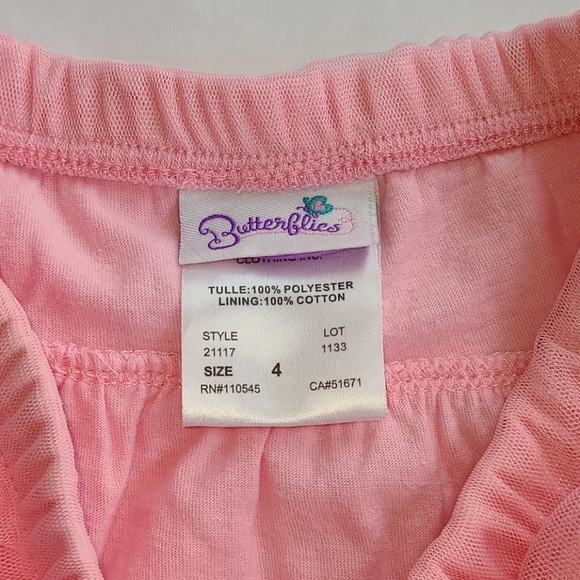 Butterflies
CLOTHING INC.
TULLE:100% POLYESTER
LINING:100% COTTON
STYLE LOT
21117 1133
SIZE 4
RN#110545 CA#51671